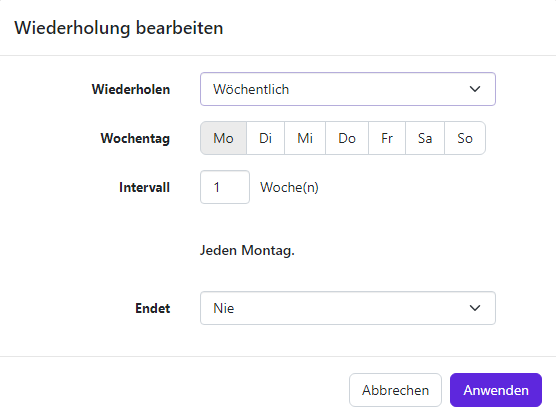 Wiederholung bearbeiten
Wiederholen Wöchentlich
Wochentag Mo Di Mi Do Fr Sa So
Intervall 1 Woche(n)
Jeden Montag.
Endet Nie
Abbrechen Anwenden